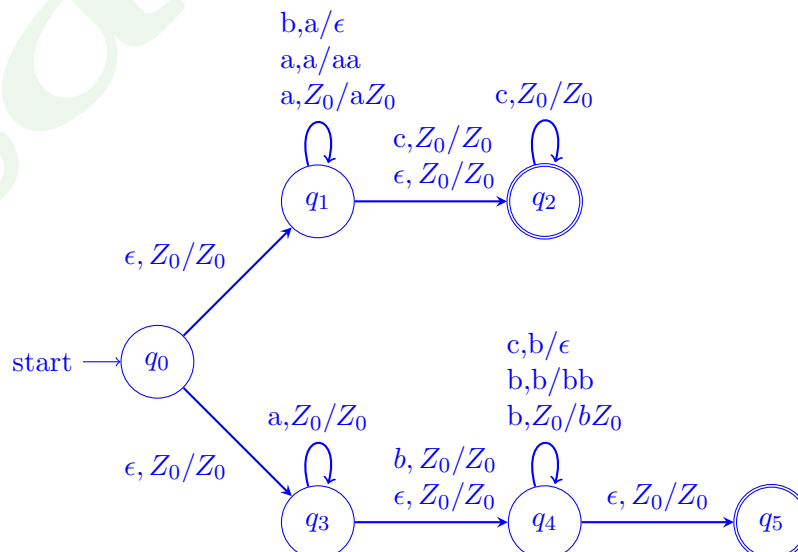 b,a/ϵ
a,a/aa
a,Z₀/aZ₀
c,Z₀/Z₀
c,Z₀/Z₀
ϵ, Z₀/Z₀
q₁
q₂
ϵ, Z₀/Z₀
start
q₀
c,b/ϵ
b,b/bb
b,Z₀/bZ₀
a,Z₀/Z₀
ϵ, Z₀/Z₀
b, Z₀/Z₀
ϵ, Z₀/Z₀
ϵ, Z₀/Z₀
q₃
q₄
q₅